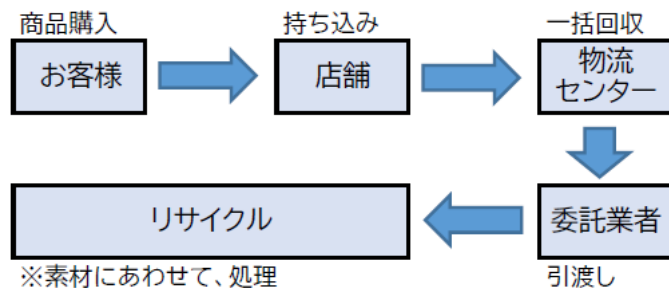 商品購入
お客様
持ち込み
店舗
一括回収
物流
センター
委託業者
引渡し
リサイクル
※素材にあわせて、処理